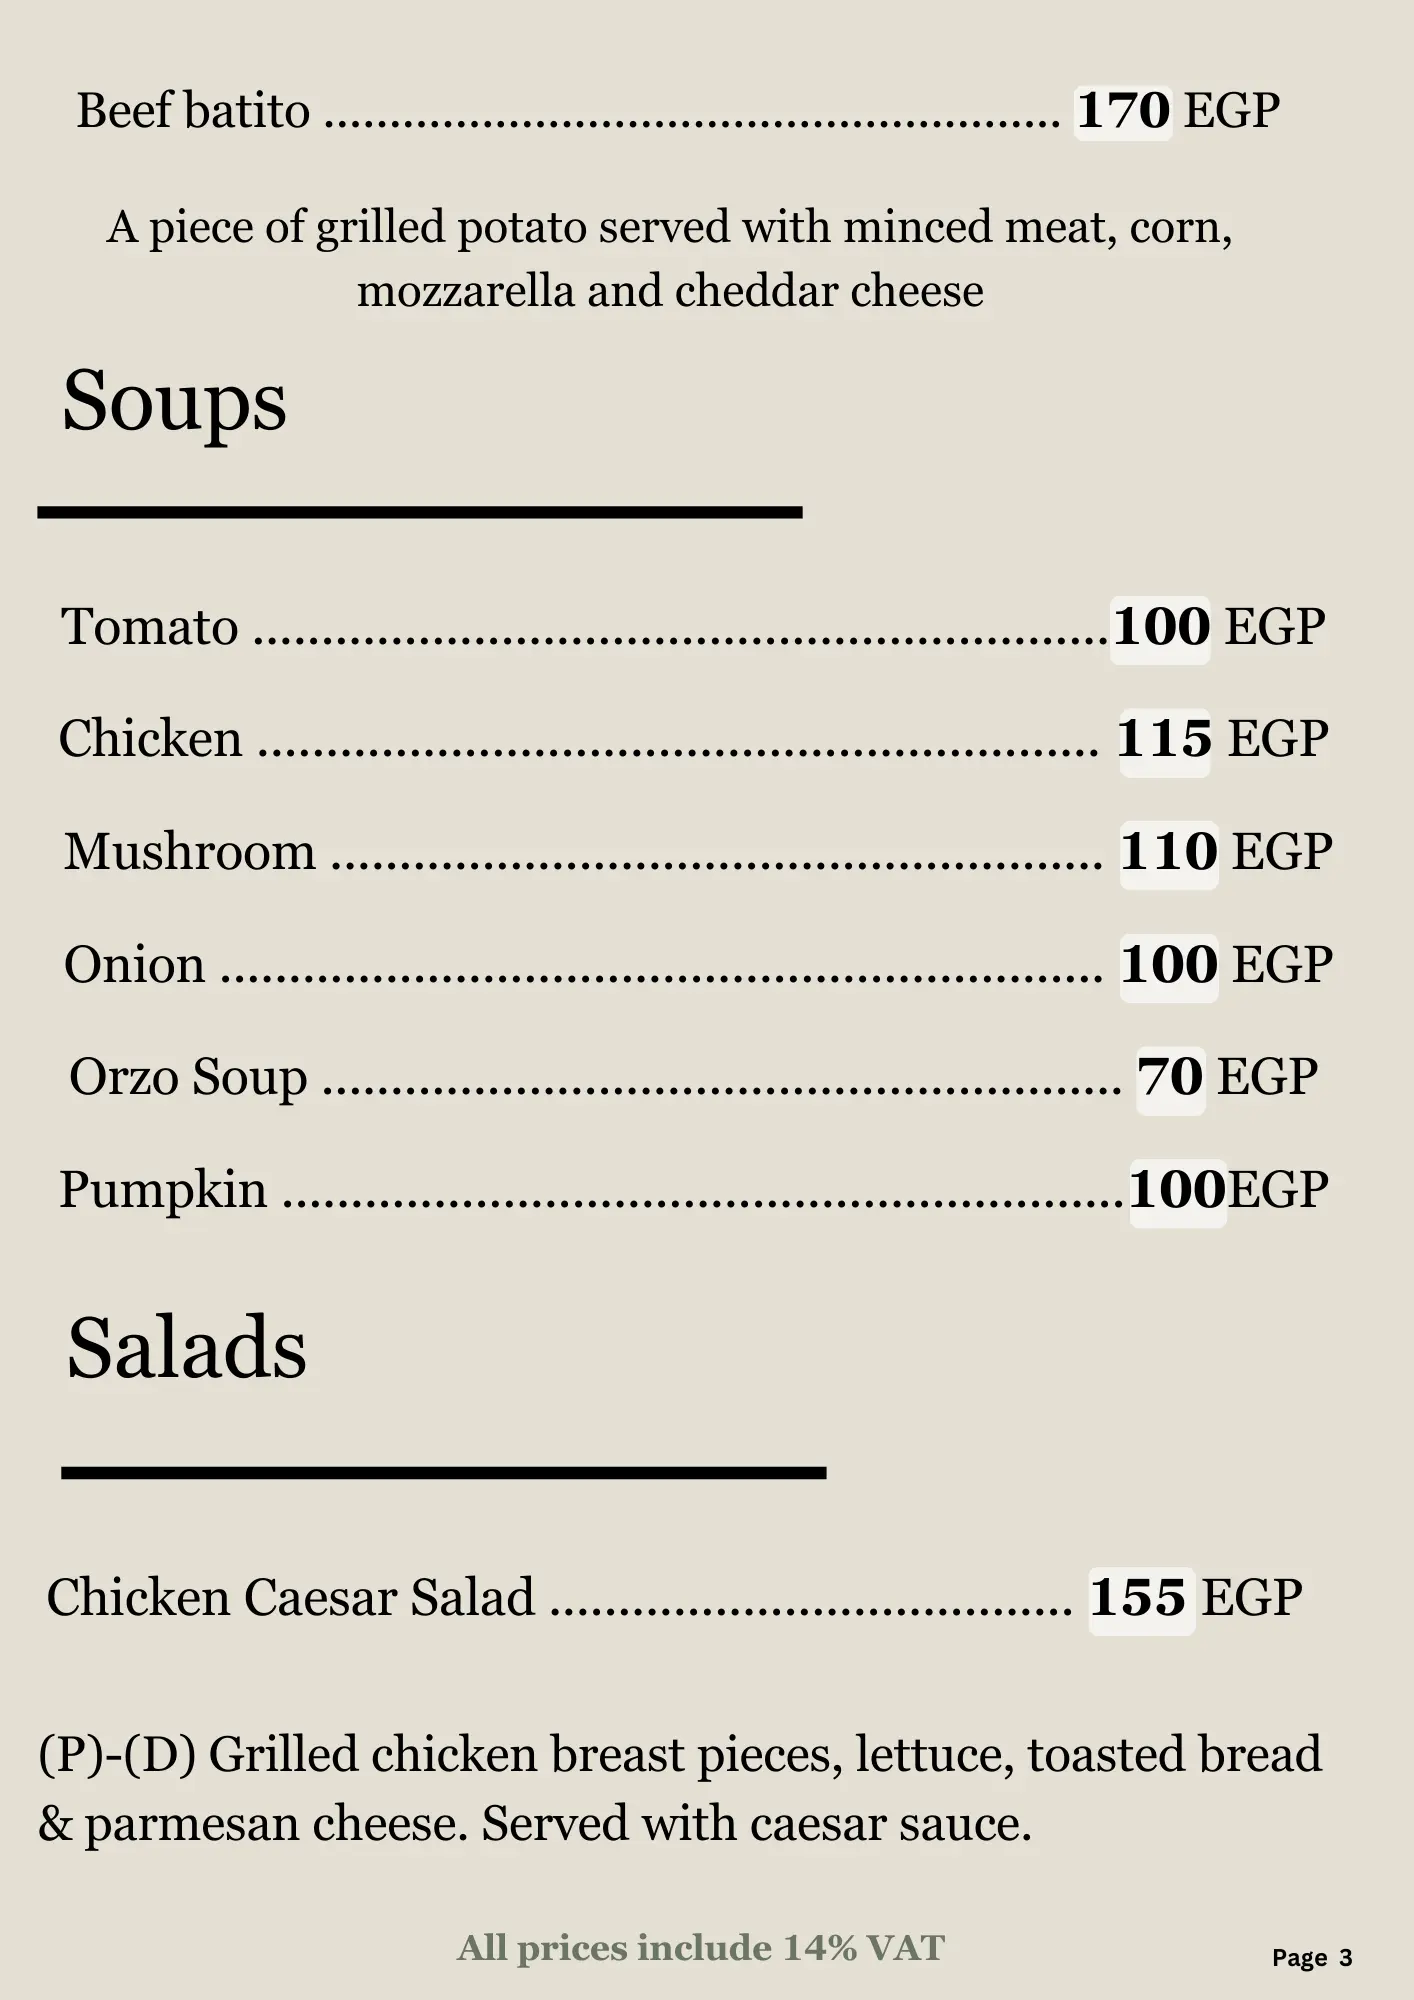 Beef batito ........................................................ 170 EGP
A piece of grilled potato served with minced meat, corn,
mozzarella and cheddar cheese
Soups
Tomato ..............................................................100 EGP
Chicken ............................................................. 115 EGP
Mushroom ........................................................ 110 EGP
Onion ................................................................ 100 EGP
Orzo Soup .......................................................... 70 EGP
Pumpkin .............................................................100EGP
Salads
Chicken Caesar Salad ...................................... 155 EGP
(P)-(D) Grilled chicken breast pieces, lettuce, toasted bread
& parmesan cheese. Served with caesar sauce.
All prices include 14% VAT
Page 3